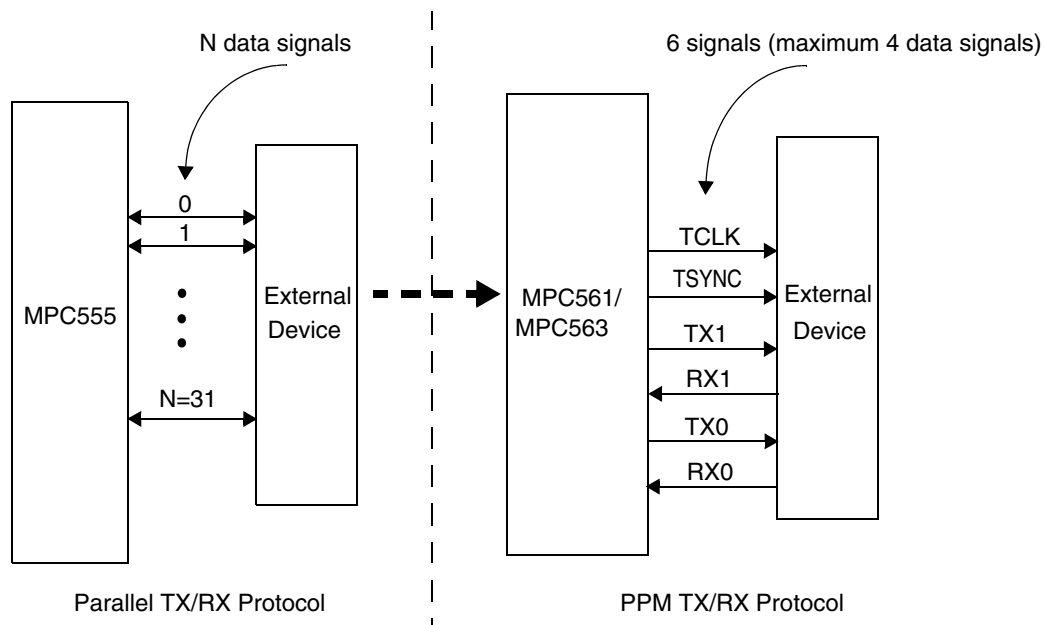 N data signals
6 signals (maximum 4 data signals)
MPC555
0
1
N=31
External
Device
MPC561/
MPC563
TCLK
TSYNC
TX1
RX1
TX0
RX0
External
Device
Parallel TX/RX Protocol
PPM TX/RX Protocol